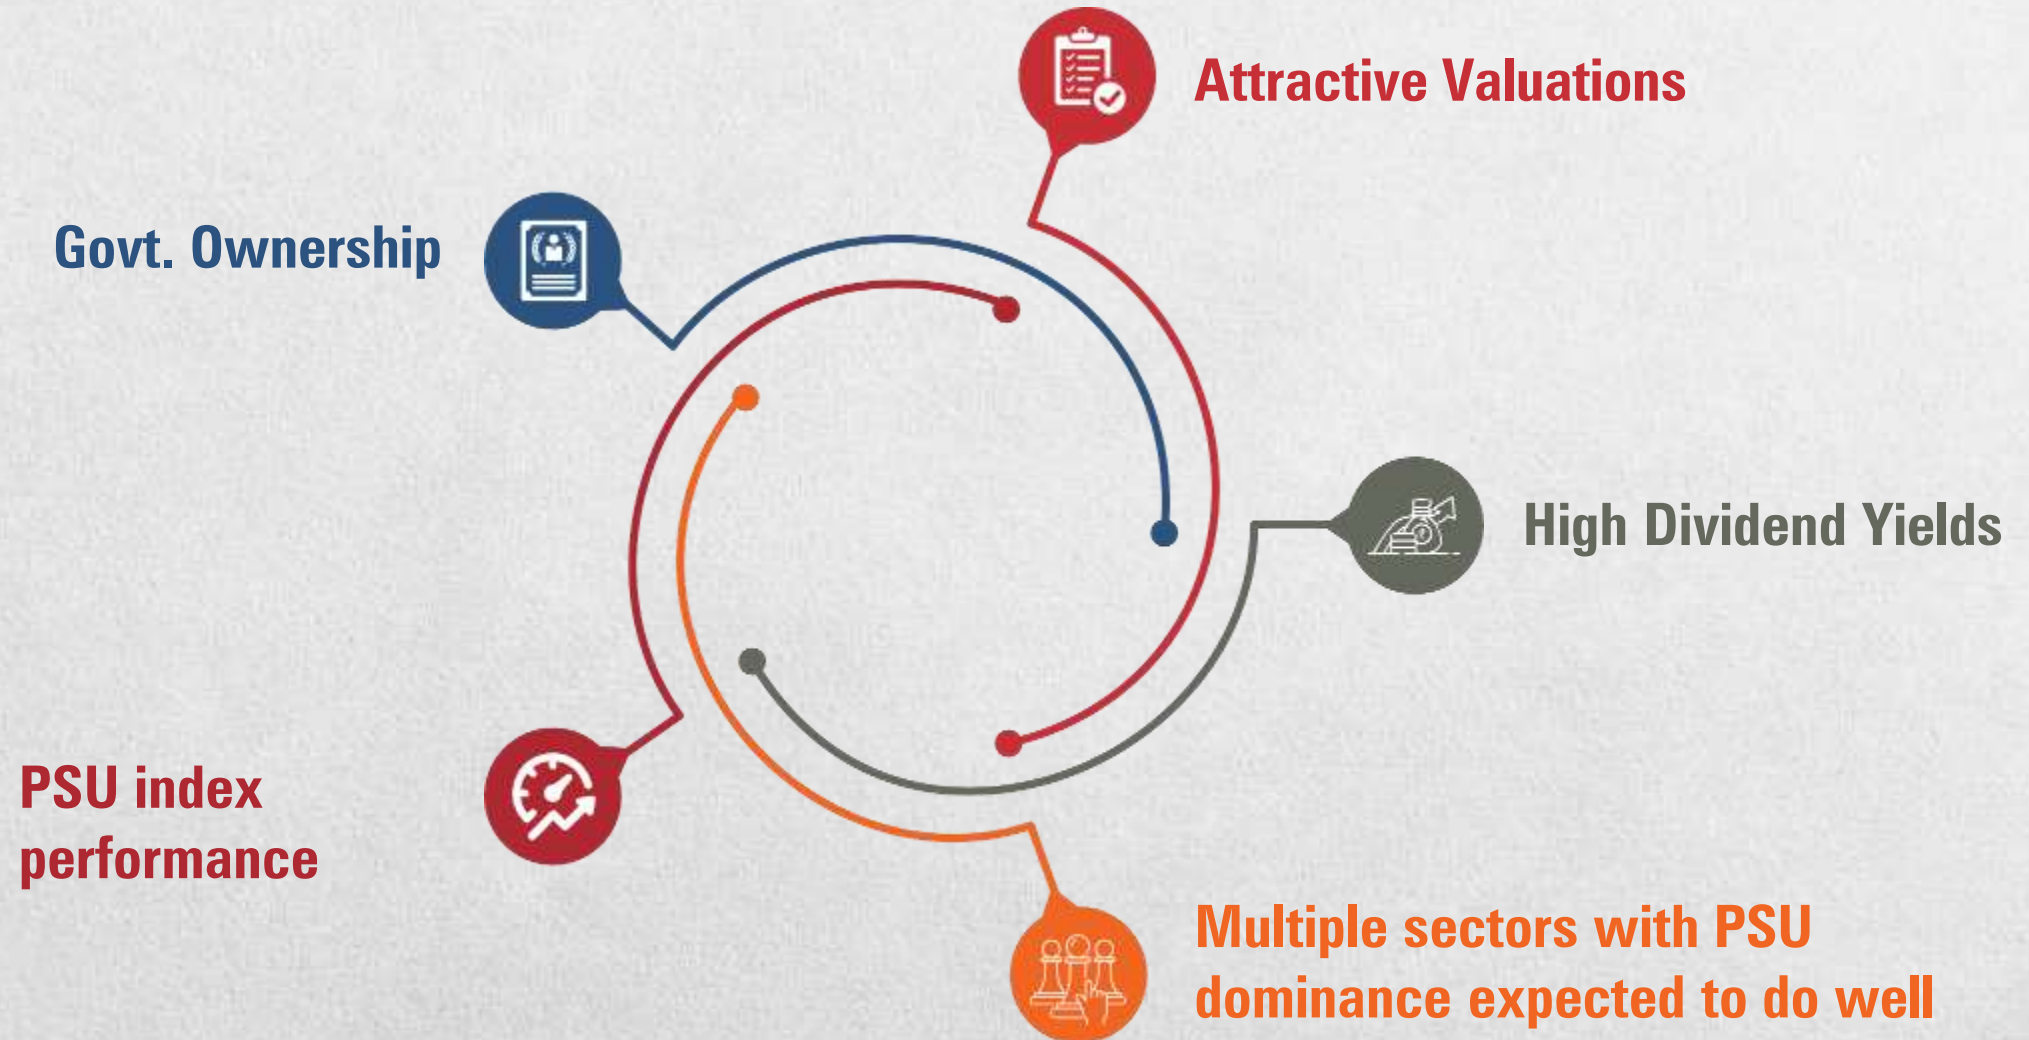 Attractive Valuations
Govt. Ownership
High Dividend Yields
PSU index
performance
Multiple sectors with PSU
dominance expected to do well